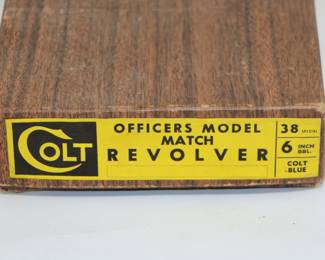 COLT
OFFICERS MODEL
MATCH
REVOLVER
38 SPECIAL
6 INCH BBL.
COLT
BLUE